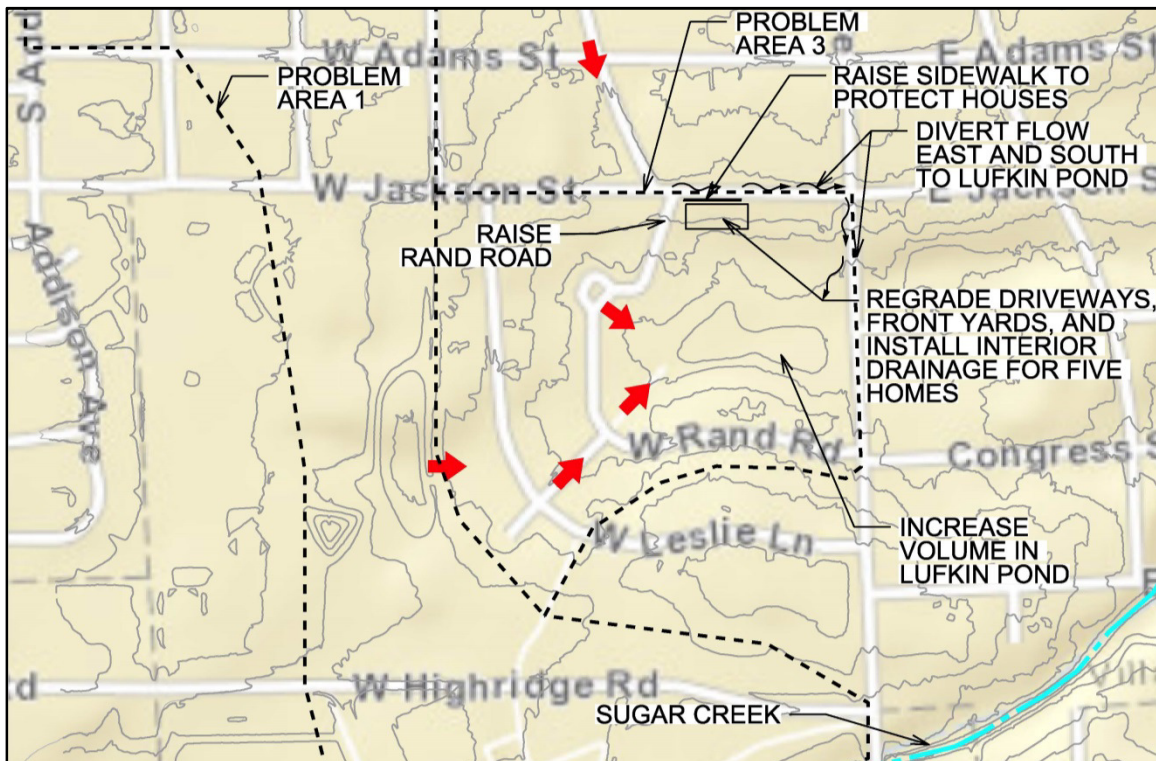 S Add
W Adams St
PROBLEM
AREA 3
E Adams St
PROBLEM
AREA 1
RAISE SIDEWALK TO
PROTECT HOUSES
DIVERT FLOW
EAST AND SOUTH
TO LUFKIN POND
W Jackson St
E Jackson S
RAISE
RAND ROAD
Addison Ave
REGRADE DRIVEWAYS,
FRONT YARDS, AND
INSTALL INTERIOR
DRAINAGE FOR FIVE
HOMES
W Rand Rd
Congress S
W Leslie Ln
INCREASE
VOLUME IN
LUFKIN POND
d
W Highridge Rd
SUGAR CREEK
Villa